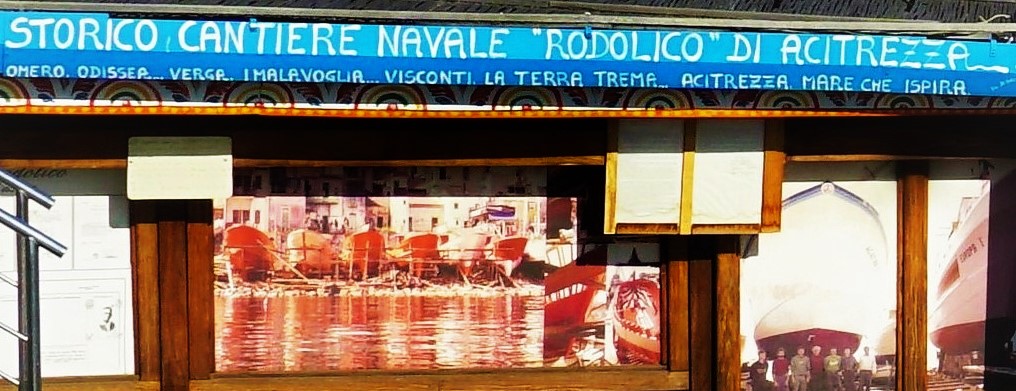 STORICO CANTIERE NAVALE "RODOLICO" DI ACITREZZA
OMERO. ODISSEA... VERGA. I MALAVOGLIA... VISCONTI. LA TERRA TREMA... ACITREZZA. MARE CHE ISPIRA.